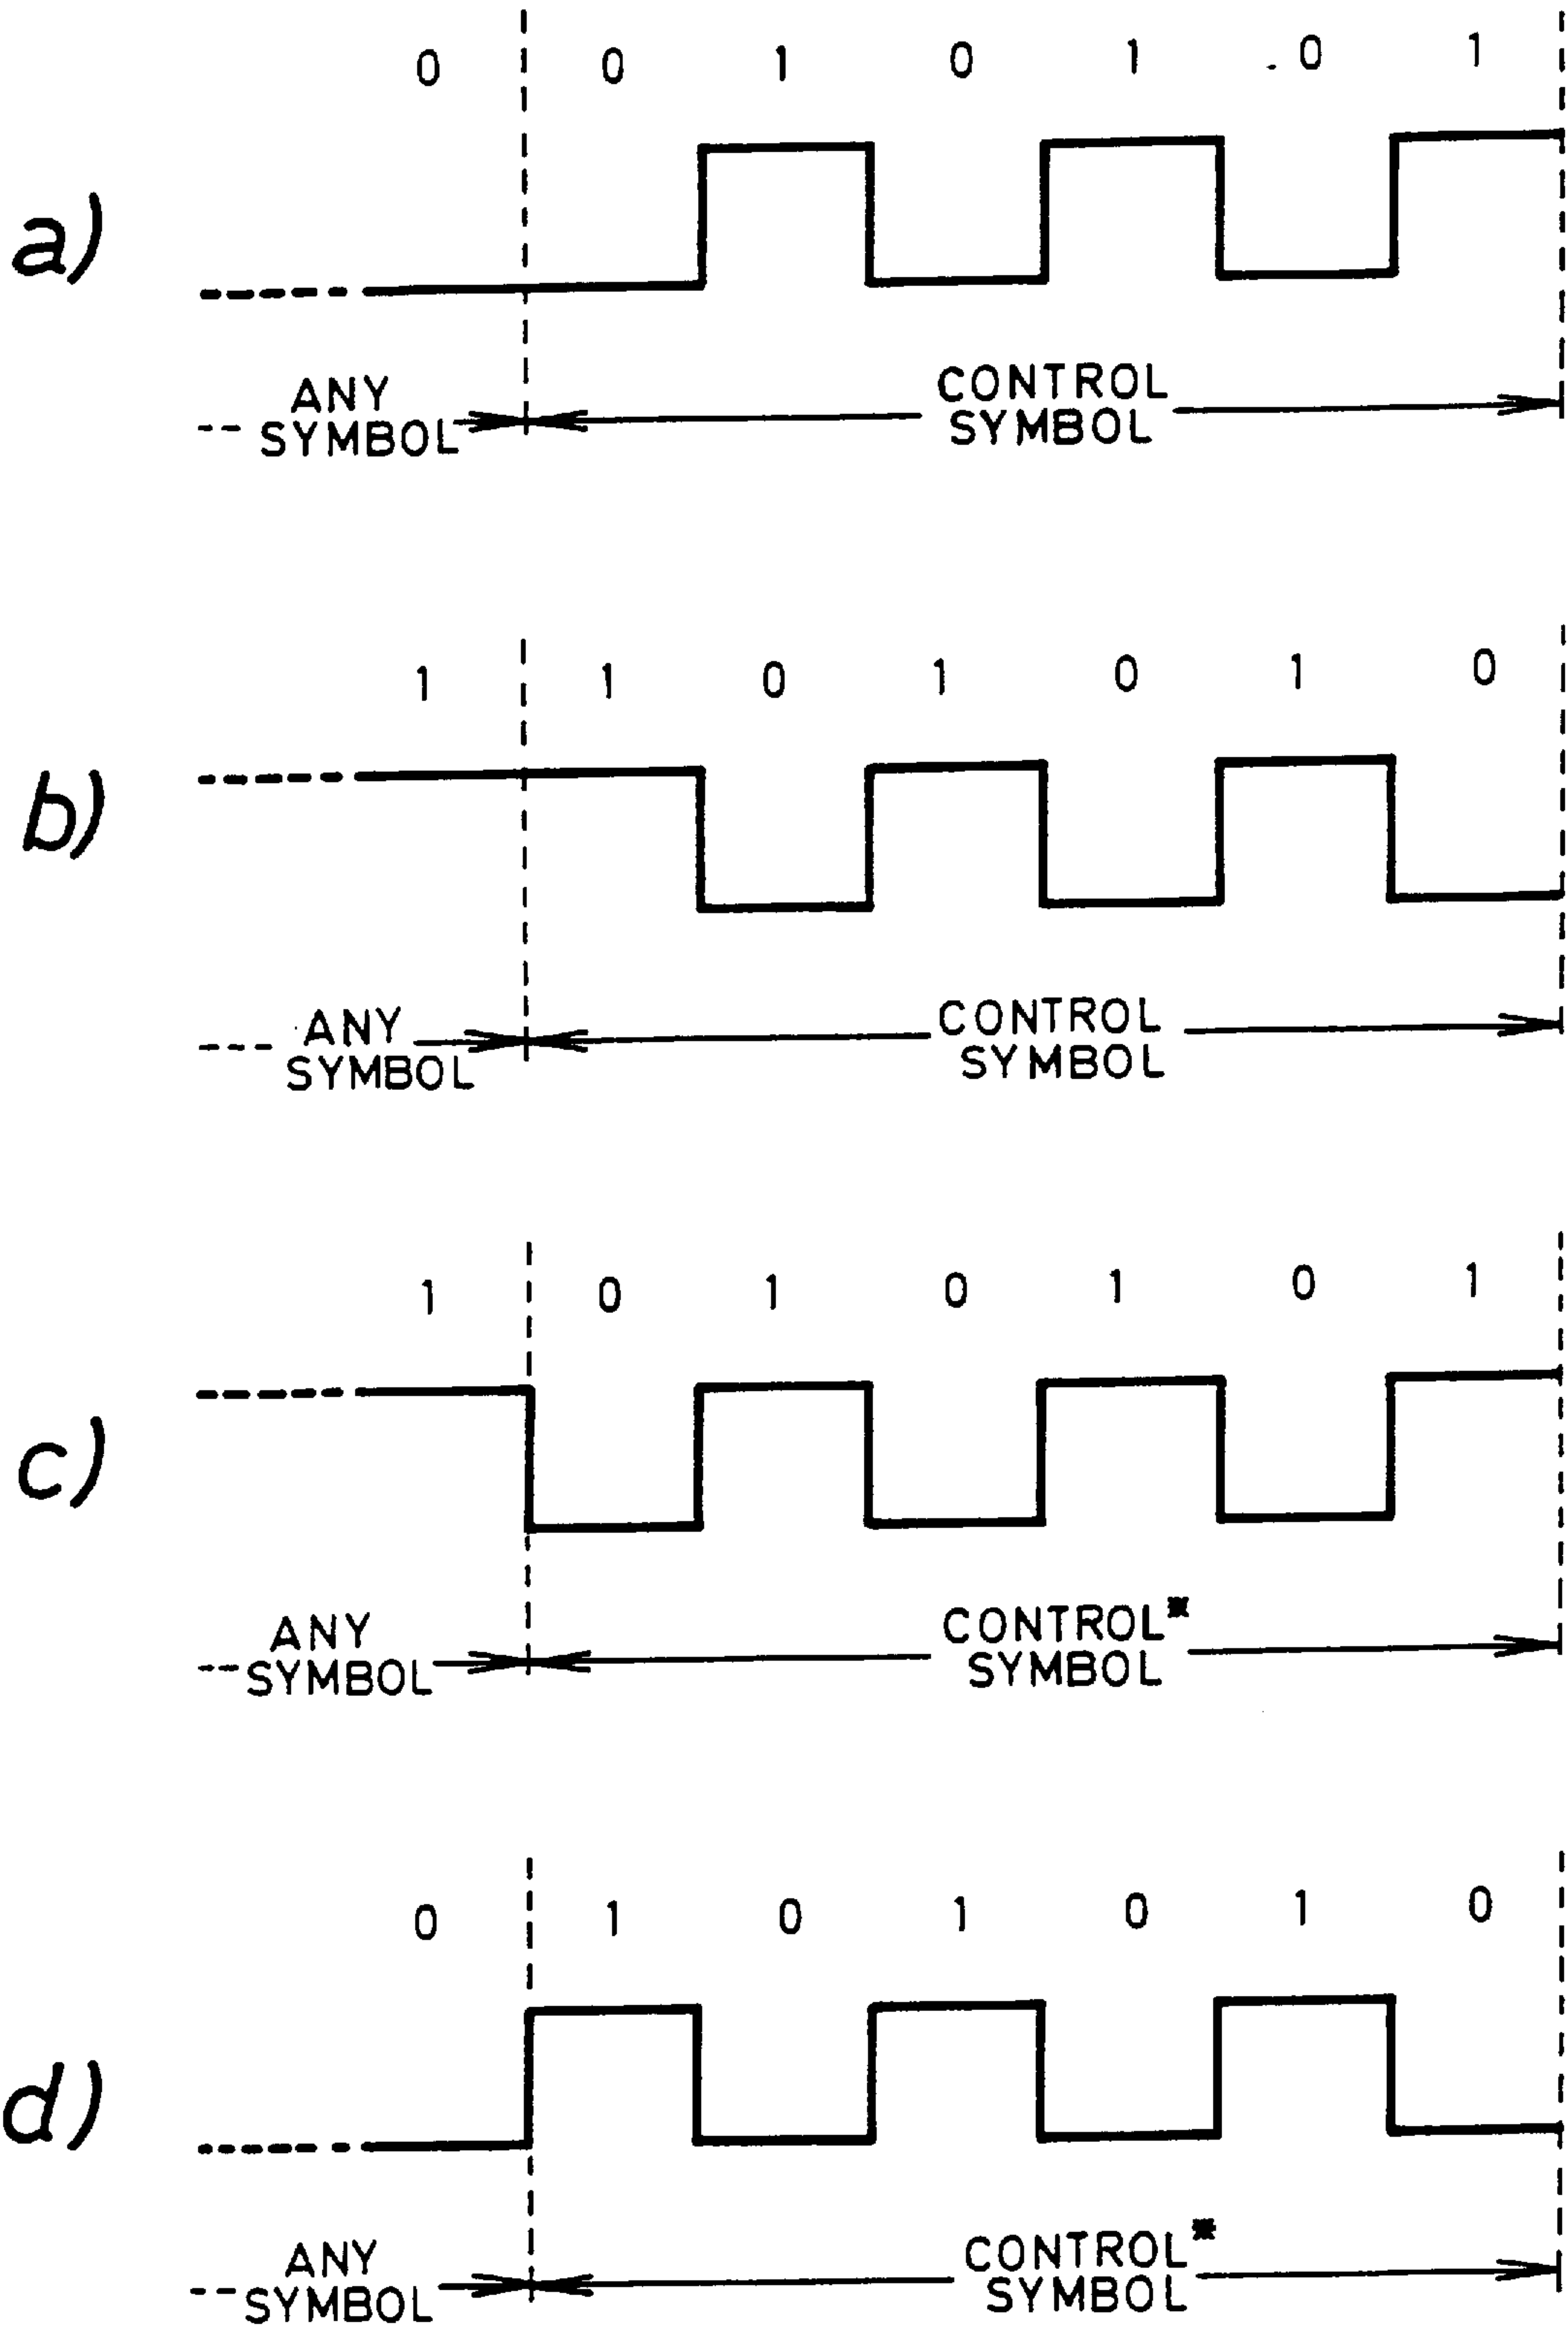 0 0 1 0 1 0 1
a)
ANY SYMBOL
CONTROL SYMBOL
1 1 0 1 0 1 0
b)
ANY SYMBOL
CONTROL SYMBOL
1 0 1 0 1 0 1
c)
ANY SYMBOL
CONTROL* SYMBOL
0 1 0 1 0 1 0
d)
ANY SYMBOL
CONTROL* SYMBOL